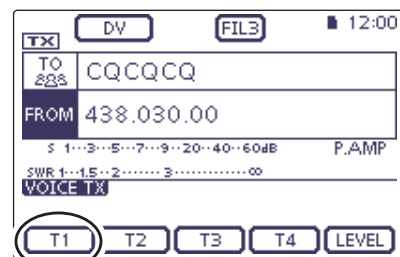 DV FIL3 12:00
TX
TO CQCQCQ
FROM 438.030.00
S 1···3···5···7···9··20··40··60dB P.AMP
SWR 1···1.5··2·······3·············∞
VOICE TX
T1 T2 T3 T4 LEVEL